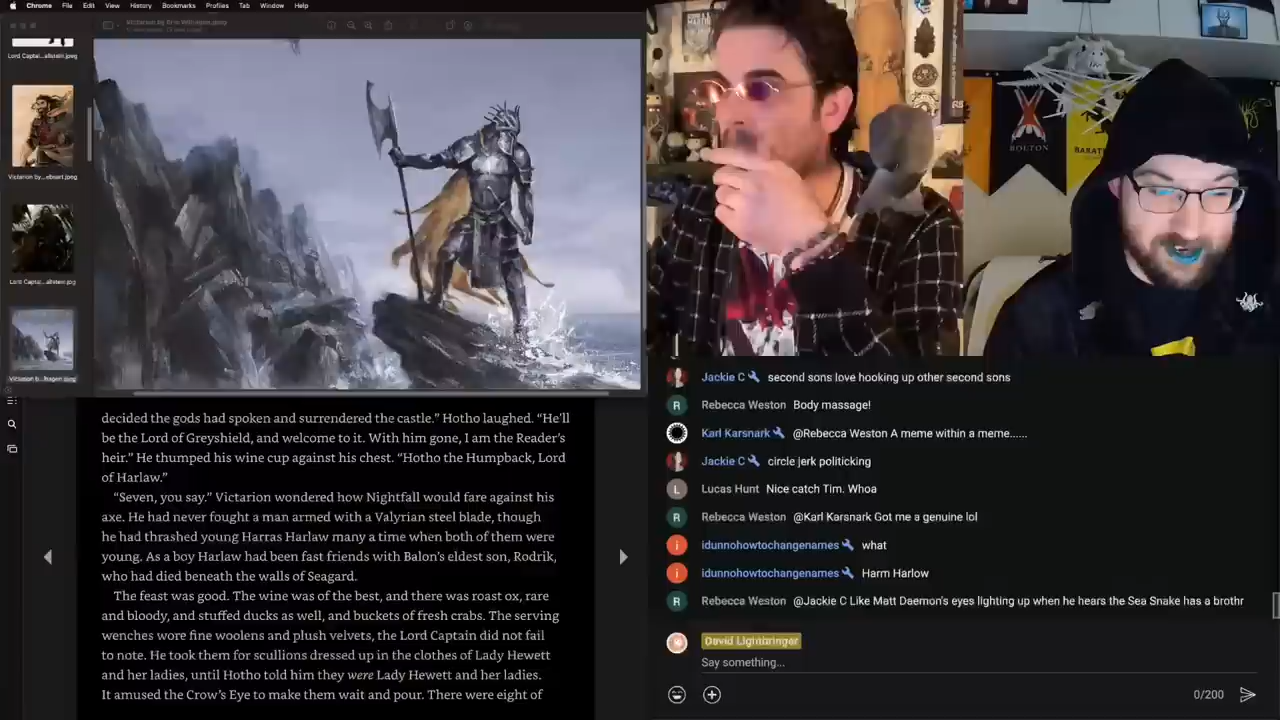 Chrome File Edit View History Bookmarks Profiles Tab Window Help
Lord Captai...allstein.jpeg
Lord Captai...allstein.jpg
decided the gods had spoken and surrendered the castle.” Hotho laughed. “He’ll
be the Lord of Greyshield, and welcome to it. With him gone, I am the Reader’s
heir.” He thumped his wine cup against his chest. “Hotho the Humpback, Lord
of Harlaw.”
“Seven, you say.” Victarion wondered how Nightfall would fare against his
axe. He had never fought a man armed with a Valyrian steel blade, though
he had thrashed young Harras Harlaw many a time when both of them were
young. As a boy Harlaw had been fast friends with Balon’s eldest son, Rodrik,
who had died beneath the walls of Seagard.
The feast was good. The wine was of the best, and there was roast ox, rare
and bloody, and stuffed ducks as well, and buckets of fresh crabs. The serving
wenches wore fine woolens and plush velvets, the Lord Captain did not fail
to note. He took them for scullions dressed up in the clothes of Lady Hewett
and her ladies, until Hotho told him they were Lady Hewett and her ladies.
It amused the Crow’s Eye to make them wait and pour. There were eight of
BOLTON
Jackie C second sons love hooking up other second sons
R Rebecca Weston Body massage!
Karl Karsnark @Rebecca Weston A meme within a meme......
Jackie C circle jerk politicking
L Lucas Hunt Nice catch Tim. Whoa
R Rebecca Weston @Karl Karsnark Got me a genuine lol
i idunnohowtochangenames what
i idunnohowtochangenames Harm Harlow
R Rebecca Weston @Jackie C Like Matt Daemon's eyes lighting up when he hears the Sea Snake has a brothr
David Lightbringer
Say something...
0/200